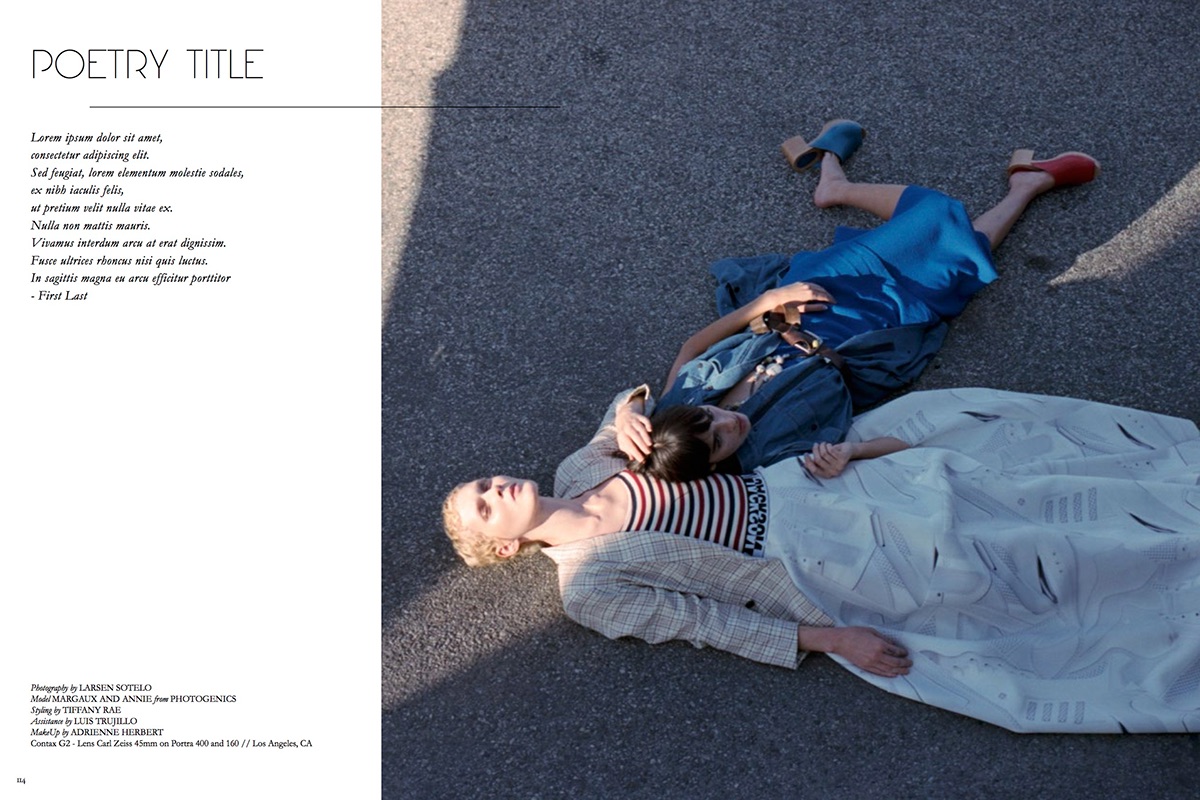 POETRY TITLE
Lorem ipsum dolor sit amet,
consectetur adipiscing elit.
Sed feugiat, lorem elementum molestie sodales,
ex nibh iaculis felis,
ut pretium velit nulla vitae ex.
Nulla non mattis mauris.
Vivamus interdum arcu at erat dignissim.
Fusce ultrices rhoncus nisi quis luctus.
In sagittis magna eu arcu efficitur porttitor
- First Last
Photography by LARSEN SOTELO
Model MARGAUX AND ANNIE from PHOTOGENICS
Styling by TIFFANY RAE
Assistance by LUIS TRUJILLO
MakeUp by ADRIENNE HERBERT
Contax G2 - Lens Carl Zeiss 45mm on Portra 400 and 160 // Los Angeles, CA
114